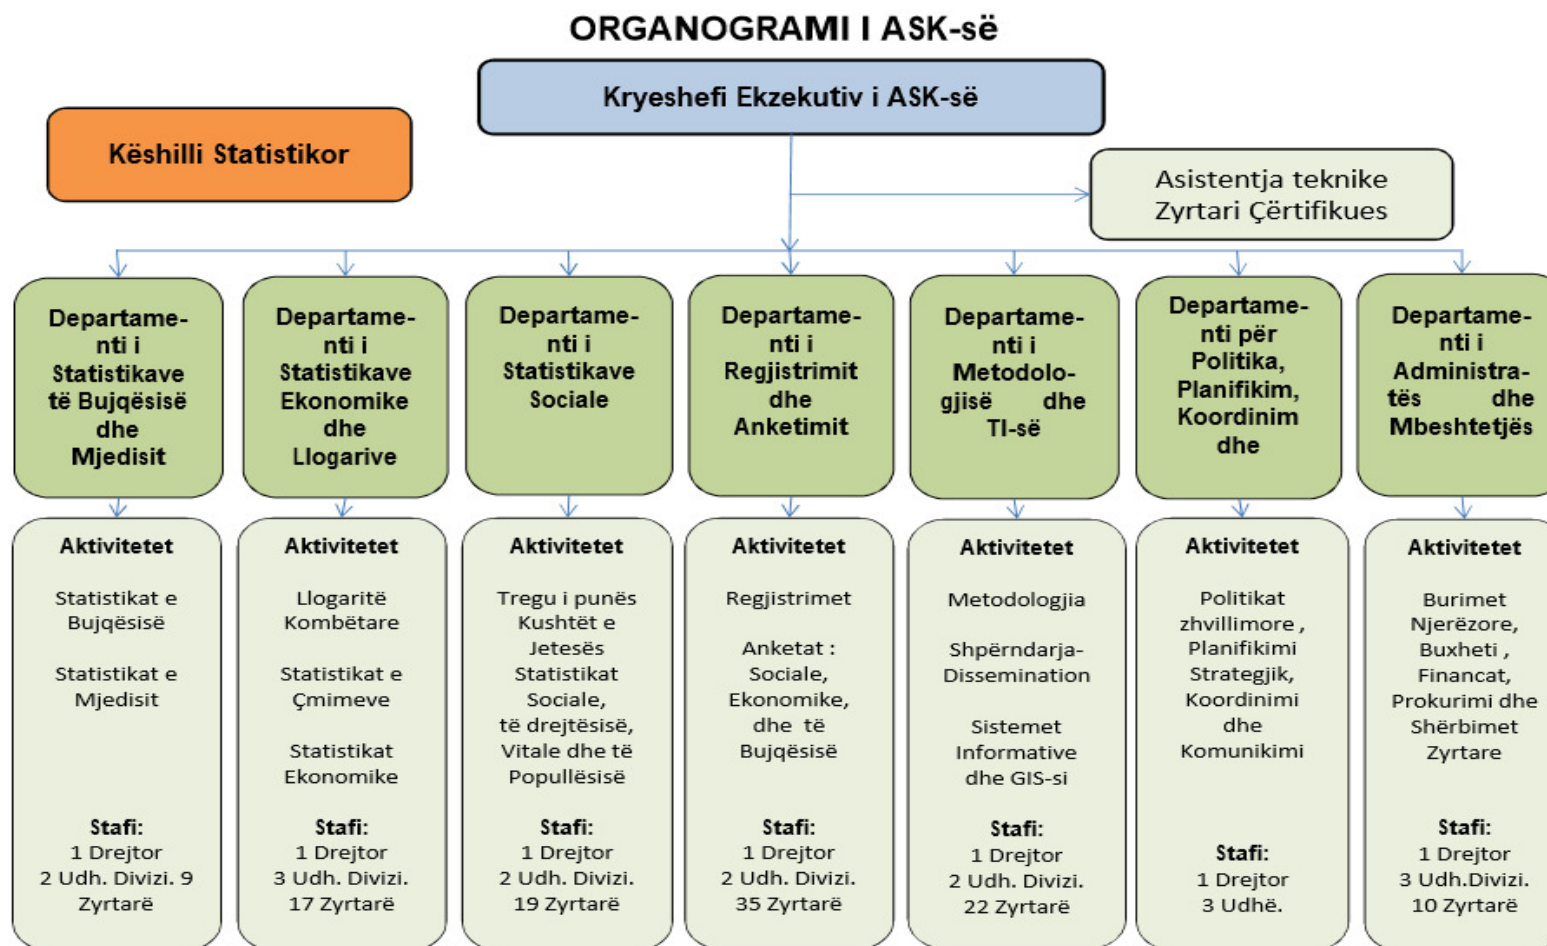 ORGANOGRAMI I ASK-së
Kryeshefi Ekzekutiv i ASK-së
Këshilli Statistikor
Asistentja teknike
Zyrtari Çërtifikues
Departame-
nti i
Statistikave
të Bujqësisë
dhe
Mjedisit
Departame-
nti i
Statistikave
Ekonomike
dhe
Llogarive
Departame-
nti i
Statistikave
Sociale
Departame-
nti i
Regjistrimit
dhe
Anketimit
Departame-
nti i
Metodolo-
gjisë dhe
TI-së
Departame-
nti për
Politika,
Planifikim,
Koordinim
dhe
Departame-
nti i
Administra-
tës dhe
Mbeshtetjës
Aktivitetet
Statistikat e
Bujqësisë
Statistikat e
Mjedisit
Stafi:
1 Drejtor
2 Udh. Divizi. 9
Zyrtarë
Aktivitetet
Llogaritë
Kombëtare
Statistikat e
Çmimeve
Statistikat
Ekonomike
Stafi:
1 Drejtor
3 Udh. Divizi.
17 Zyrtarë
Aktivitetet
Tregu i punës
Kushtët e
Jetesës
Statistikat
Sociale,
të drejtësisë,
Vitale dhe të
Popullësisë
Stafi:
1 Drejtor
2 Udh. Divizi.
19 Zyrtarë
Aktivitetet
Regjistrimet
Anketat :
Sociale,
Ekonomike,
dhe të
Bujqësisë
Stafi:
1 Drejtor
2 Udh. Divizi.
35 Zyrtarë
Aktivitetet
Metodologjia
Shpërndarja-
Dissemination
Sistemet
Informative
dhe GIS-si
Stafi:
1 Drejtor
2 Udh. Divizi.
22 Zyrtarë
Aktivitetet
Politikat
zhvillimore ,
Planifikimi
Strategjik,
Koordinimi
dhe
Komunikimi
Stafi:
1 Drejtor
3 Udhë.
Aktivitetet
Burimet
Njerëzore,
Buxheti ,
Financat,
Prokurimi dhe
Shërbimet
Zyrtare
Stafi:
1 Drejtor
3 Udh.Divizi.
10 Zyrtarë